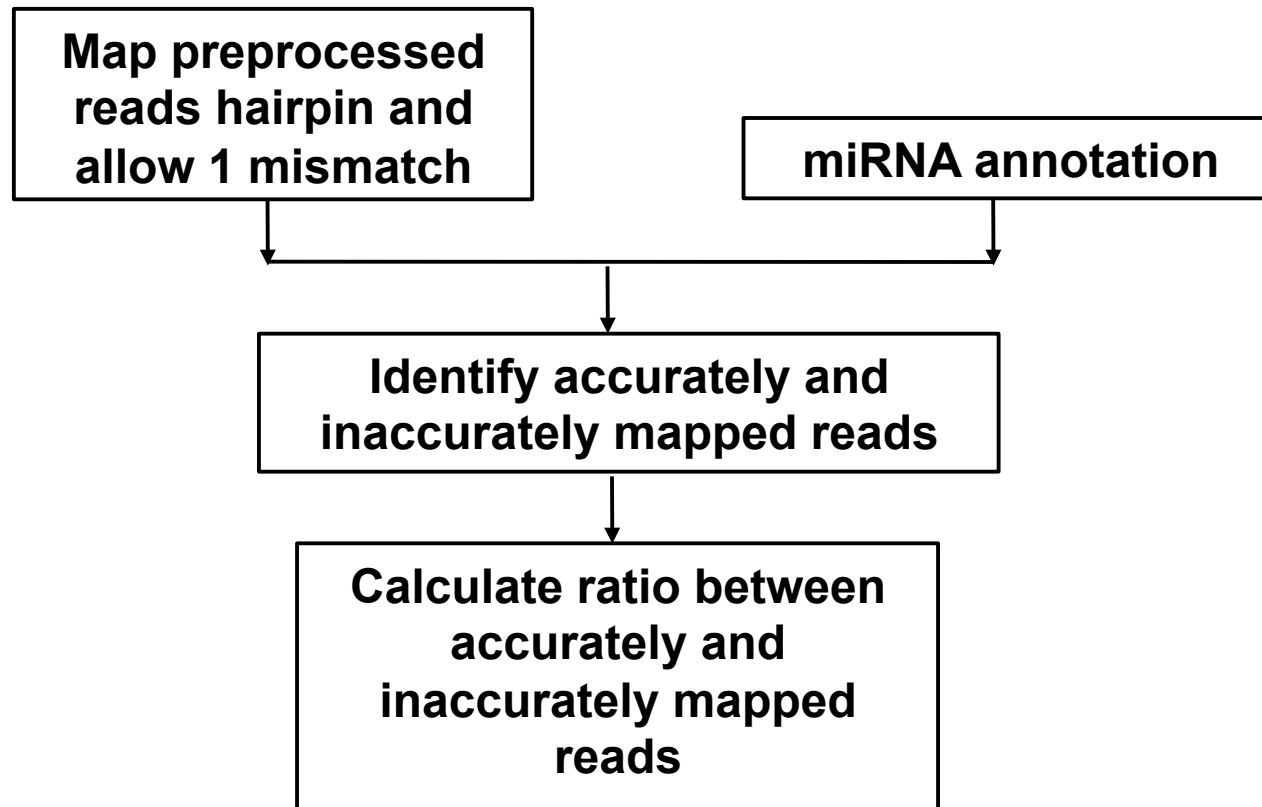 Map preprocessed
reads hairpin and
allow 1 mismatch
miRNA annotation
Identify accurately and
inaccurately mapped reads
Calculate ratio between
accurately and
inaccurately mapped
reads